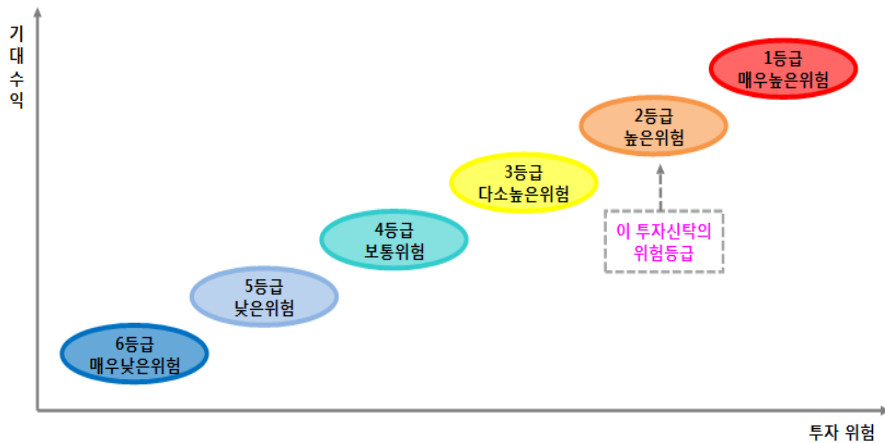 기
대
수
익
1등급
매우높은위험
2등급
높은위험
3등급
다소높은위험
이 투자신탁의
위험등급
4등급
보통위험
5등급
낮은위험
6등급
매우낮은위험
투자 위험